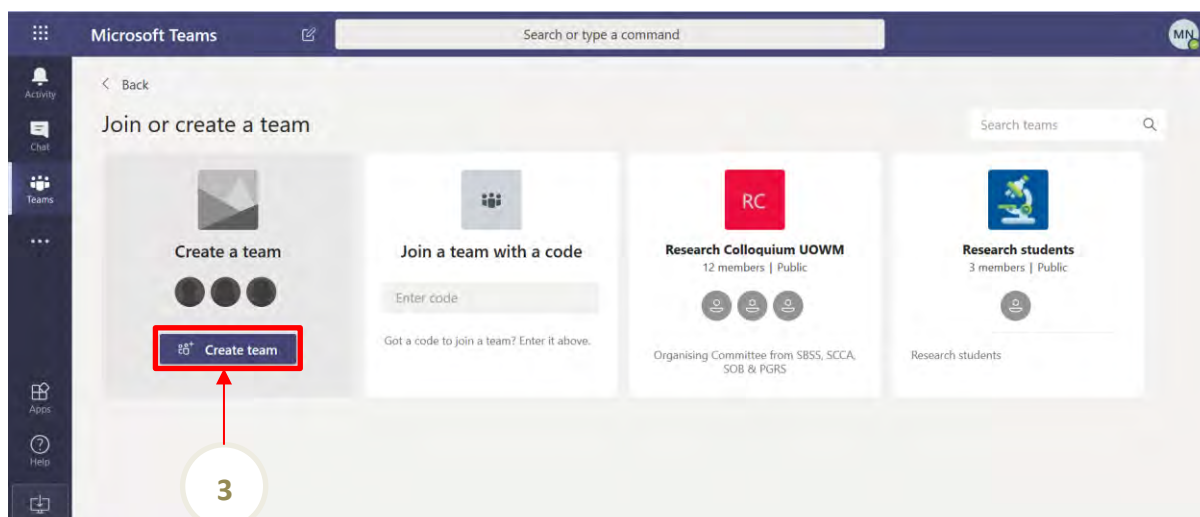 Microsoft Teams
Search or type a command
MN
Activity
Chat
Teams
Apps
Help
< Back
Join or create a team
Search teams
Create a team
Create team
Join a team with a code
Enter code
Got a code to join a team? Enter it above.
RC
Research Colloquium UOWM
12 members | Public
Organising Committee from SBSS, SCCA,
SOB & PGRS
Research students
3 members | Public
Research students
3